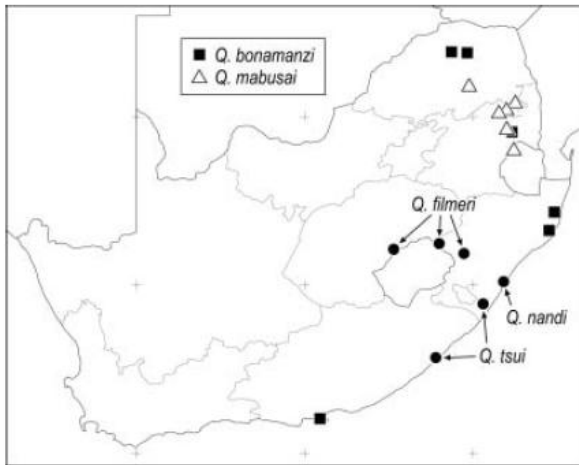 Q. bonamanzi
Q. mabusai
Q. filmeri
Q. nandi
Q. tsui